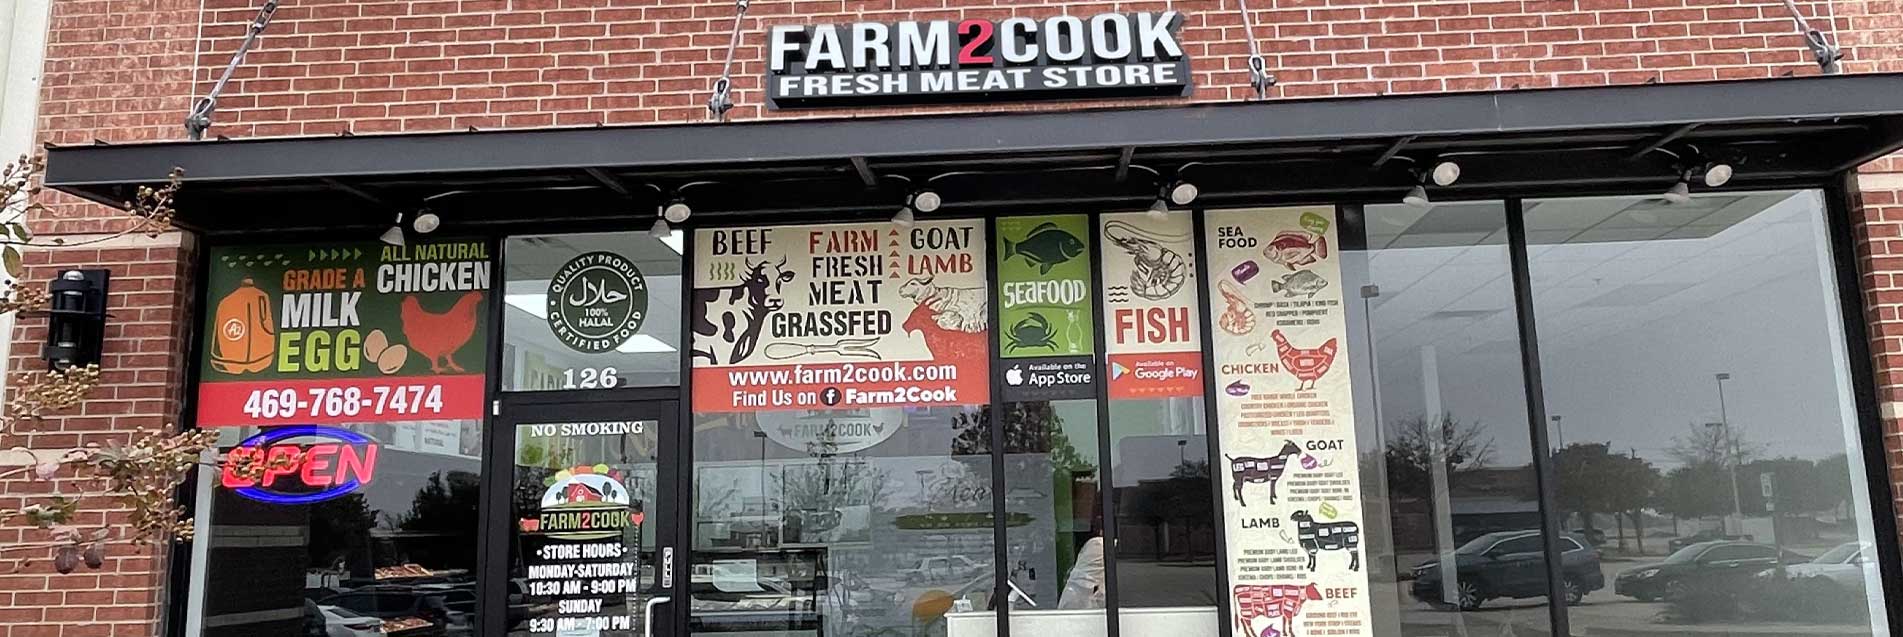 FARM2COOK
FRESH MEAT STORE
ALL NATURAL
CHICKEN
GRADE A
MILK
EGG
A2
469-768-7474
OPEN
QUALITY PRODUCT
حلال
100%
HALAL
CERTIFIED FOOD
126
NO SMOKING
FARM2COOK
•STORE HOURS•
MONDAY-SATURDAY
10:30 AM - 9:00 PM
SUNDAY
9:30 AM - 7:00 PM
BEEF
FARM
FRESH
MEAT
GRASSFED
GOAT
LAMB
www.farm2cook.com
Find Us on f Farm2Cook
FARM2COOK
SEAFOOD
Available on the
App Store
FISH
Available on
Google Play
SEA
FOOD
CHICKEN
GOAT
LEG
LAMB
BEEF